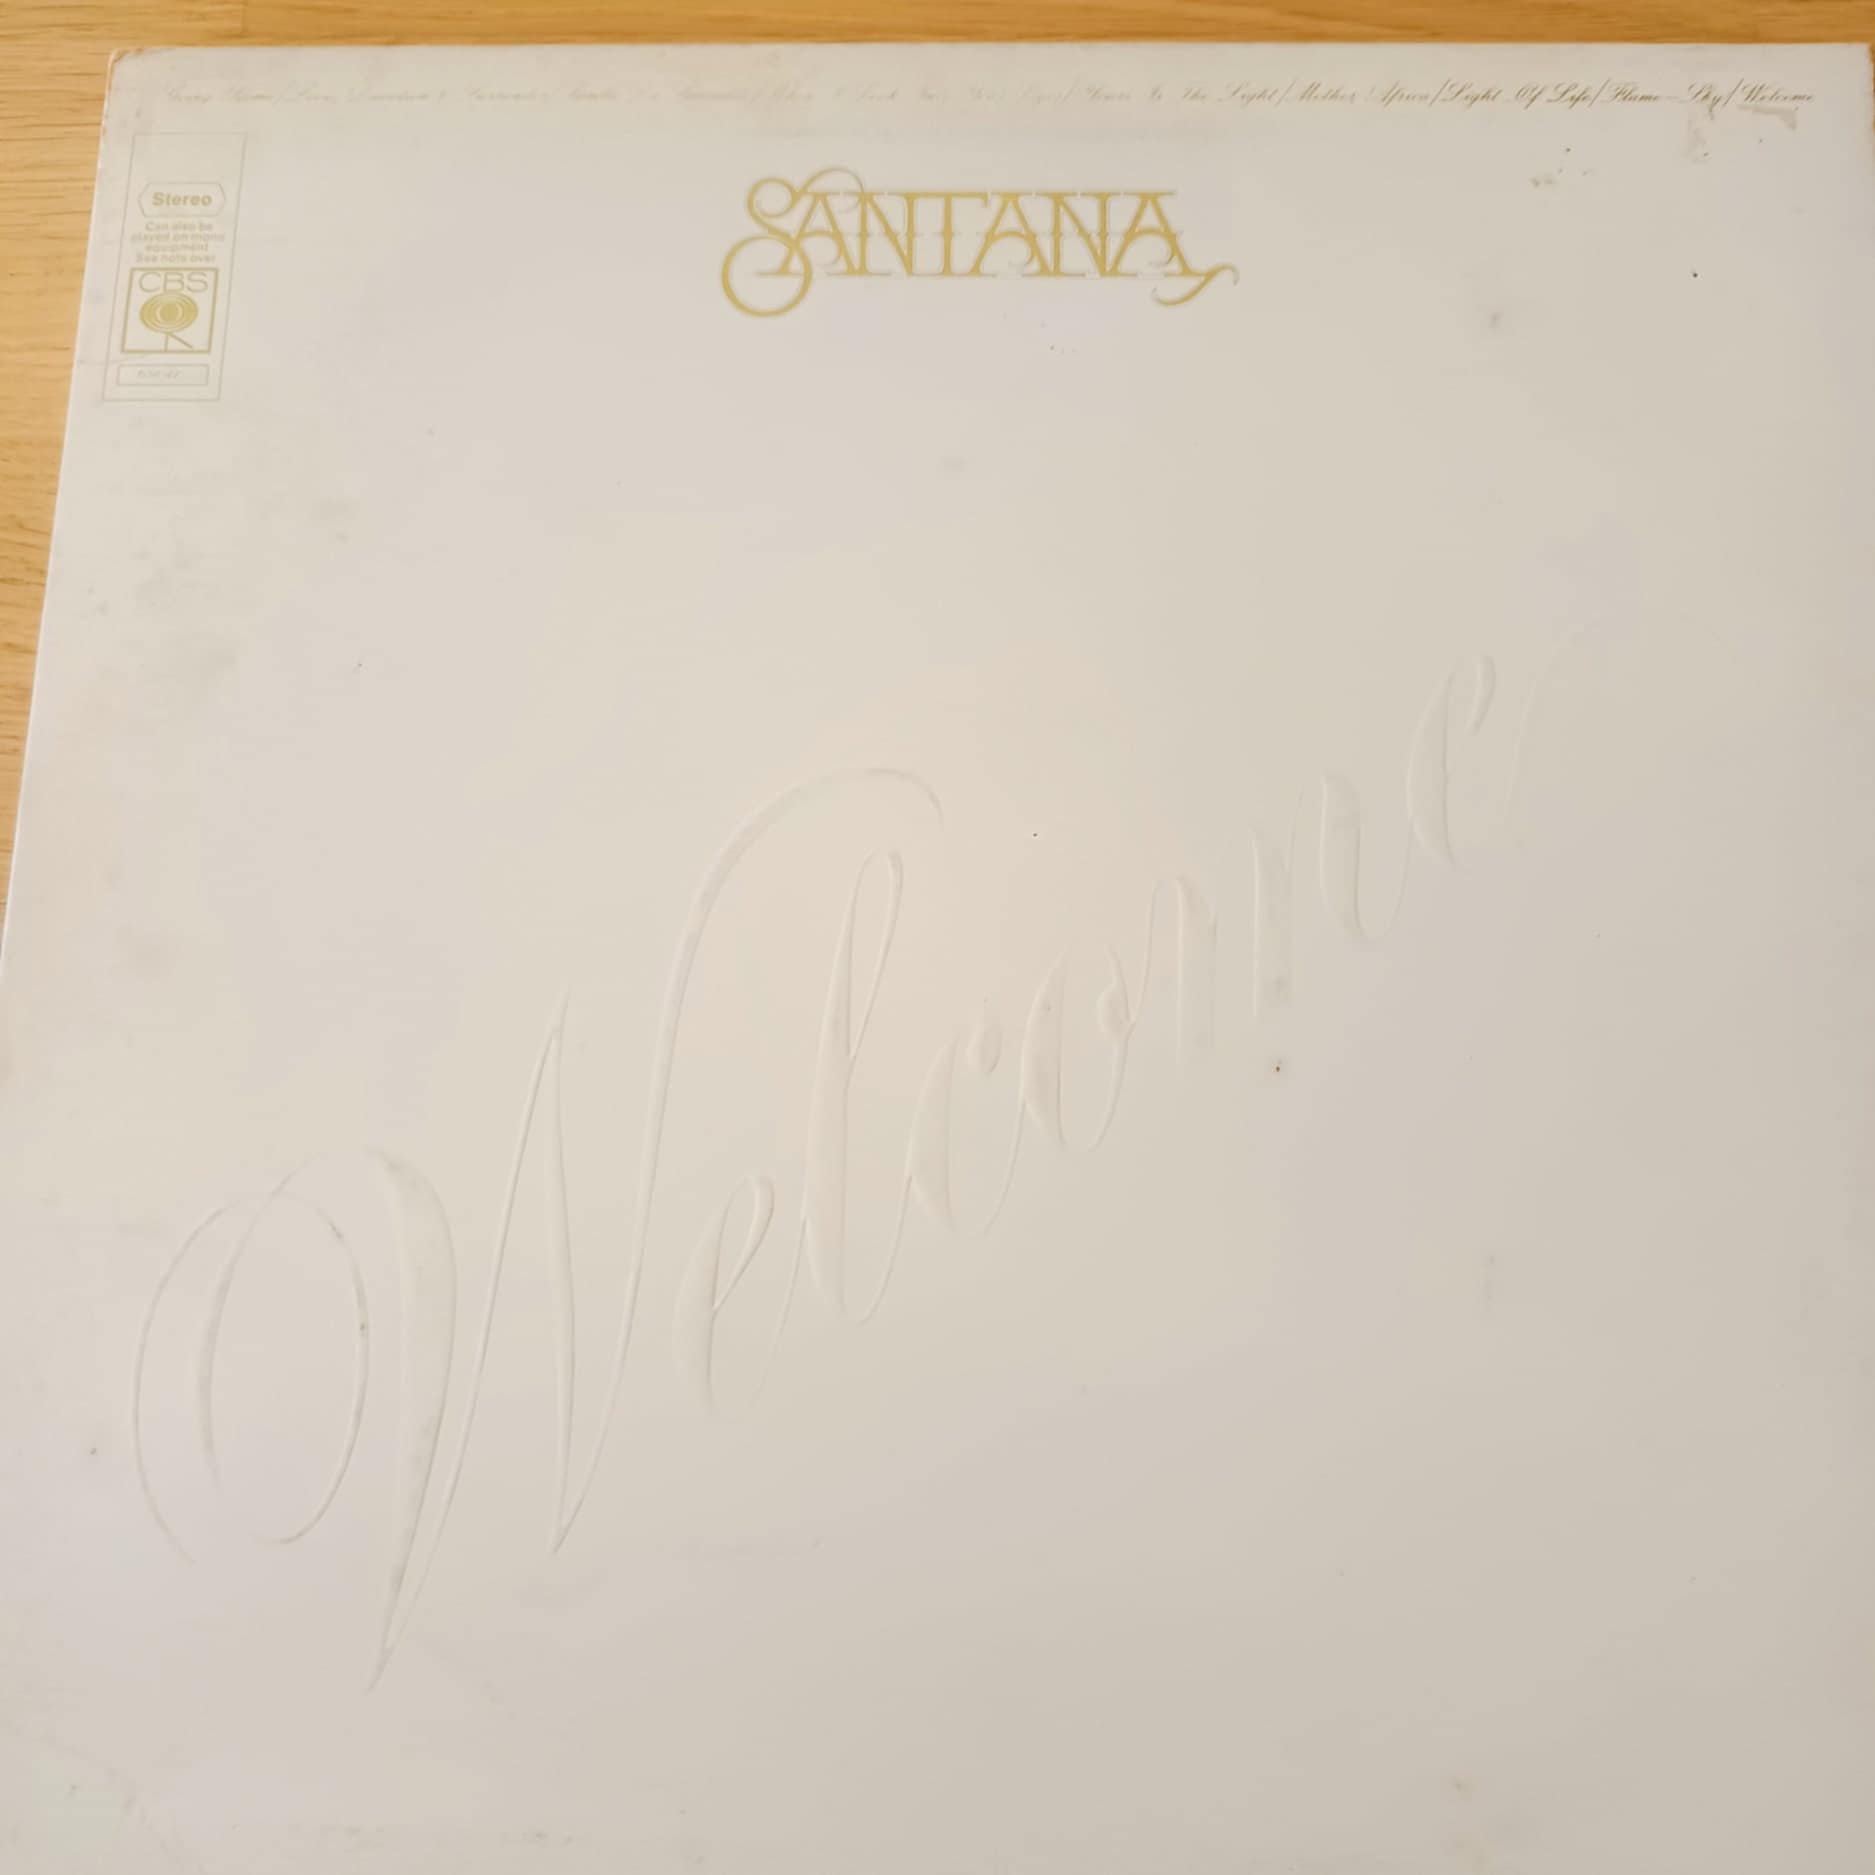 Going Home/Love, Devotion & Surrender/Samba De Sausalito/When I Look Into Your Eyes/Yours Is The Light/Mother Africa/Light Of Life/Flame-Sky/Welcome
SANTANA
Stereo
Can also be
played on mono
equipment
See note over
CBS
Welcome